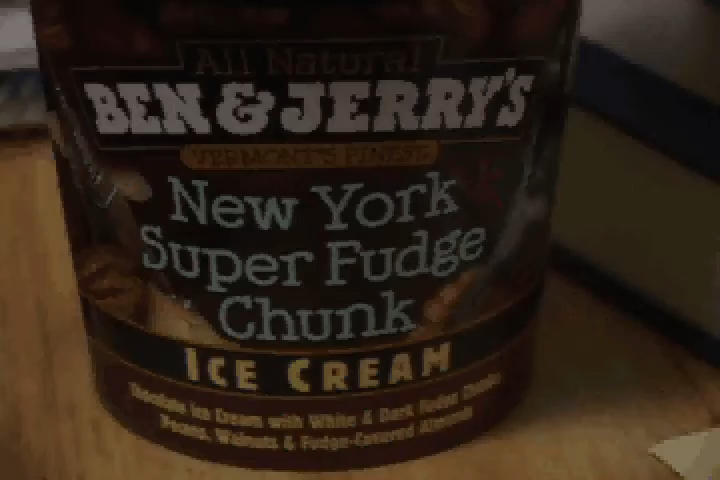 All Natural
BEN & JERRY'S
VERMONT'S FINEST
New York
Super Fudge
Chunk
ICE CREAM
Chocolate Ice Cream with White & Dark Fudge Chunks
Pecans, Walnuts & Fudge-Covered Almonds